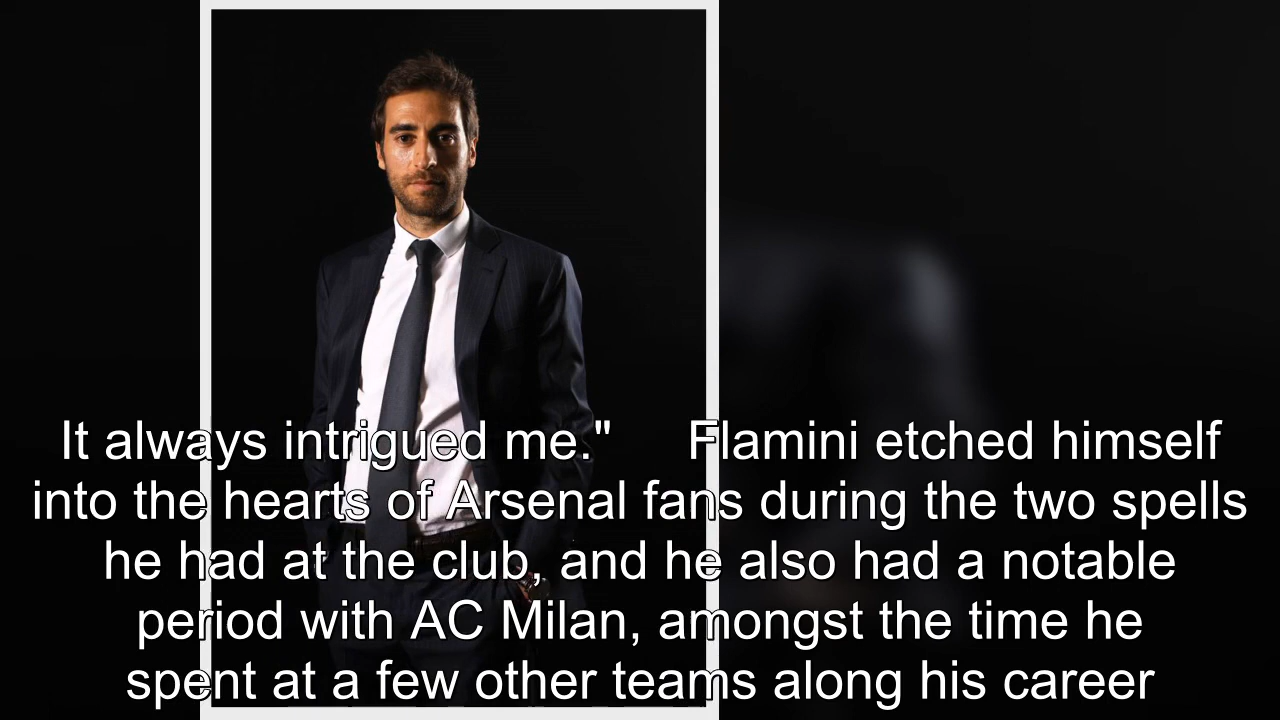 It always intrigued me."      Flamini etched himself
into the hearts of Arsenal fans during the two spells
he had at the club, and he also had a notable
period with AC Milan, amongst the time he
spent at a few other teams along his career